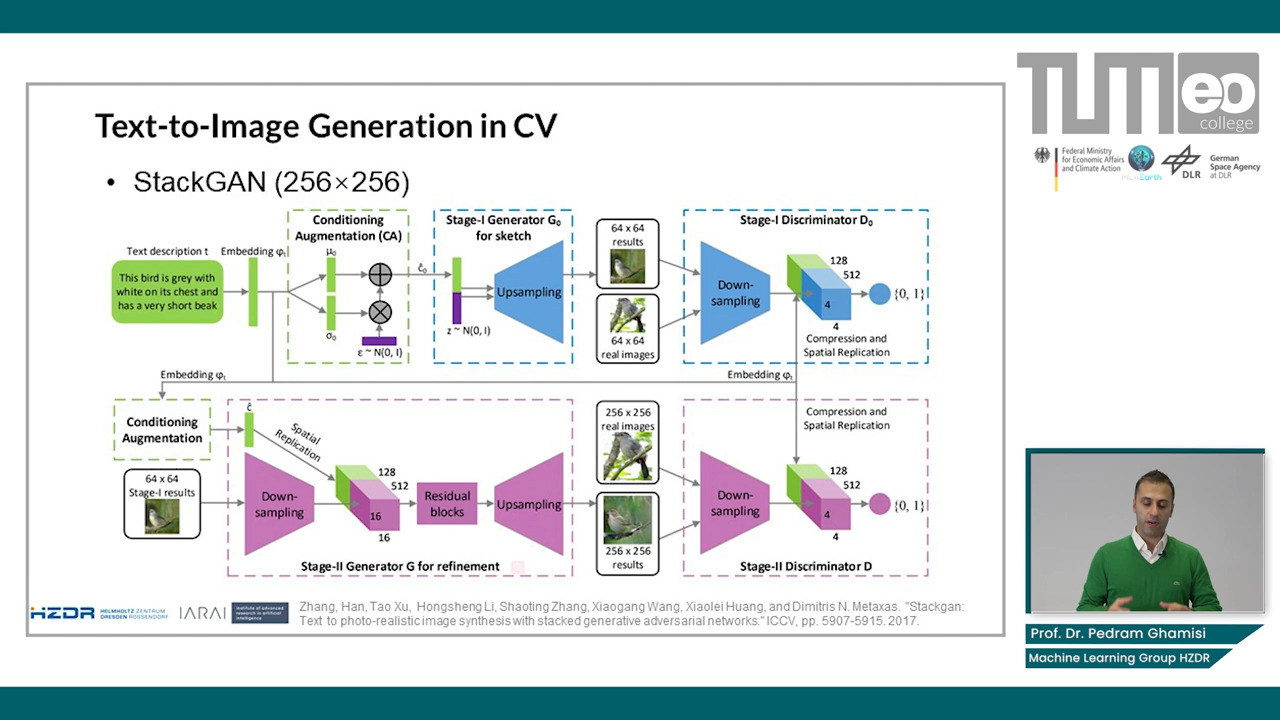 Text-to-Image Generation in CV
• StackGAN (256×256)
Text description t
Embedding φt
This bird is grey with
white on its chest and
has a very short beak
Conditioning
Augmentation (CA)
μ0
σ0
ε ~ N(0, I)
ĉ0
Stage-I Generator G0
for sketch
Upsampling
z ~ N(0, I)
64 x 64
results
64 x 64
real images
Stage-I Discriminator D0
Down-
sampling
128
512
4
4
{0, 1}
Compression and
Spatial Replication
Embedding φt
Embedding φt
Conditioning
Augmentation
ĉ
Spatial
Replication
64 x 64
Stage-I results
Down-
sampling
128
512
16
16
Residual
blocks
Upsampling
Stage-II Generator G for refinement
256 x 256
real images
256 x 256
results
Compression and
Spatial Replication
Down-
sampling
128
512
4
4
{0, 1}
Stage-II Discriminator D
HZDR
HELMHOLTZ ZENTRUM
DRESDEN ROSSENDORF
IARAI
institute of advanced
research in artificial
intelligence
Zhang, Han, Tao Xu, Hongsheng Li, Shaoting Zhang, Xiaogang Wang, Xiaolei Huang, and Dimitris N. Metaxas. "Stackgan:
Text to photo-realistic image synthesis with stacked generative adversarial networks." ICCV, pp. 5907-5915. 2017.
TUM eo
college
Federal Ministry
for Economic Affairs
and Climate Action
DLR
German
Space Agency
at DLR
Prof. Dr. Pedram Ghamisi
Machine Learning Group HZDR